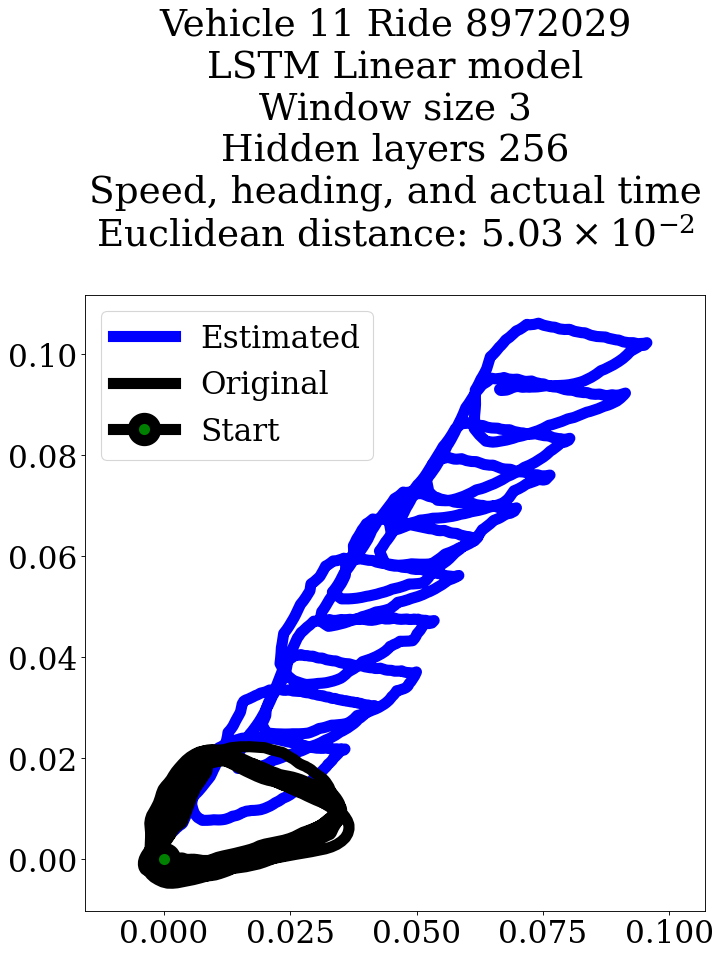 Vehicle 11 Ride 8972029
LSTM Linear model
Window size 3
Hidden layers 256
Speed, heading, and actual time
Euclidean distance: 5.03 × 10⁻²
Estimated
Original
Start
0.10
0.08
0.06
0.04
0.02
0.00
0.000 0.025 0.050 0.075 0.100